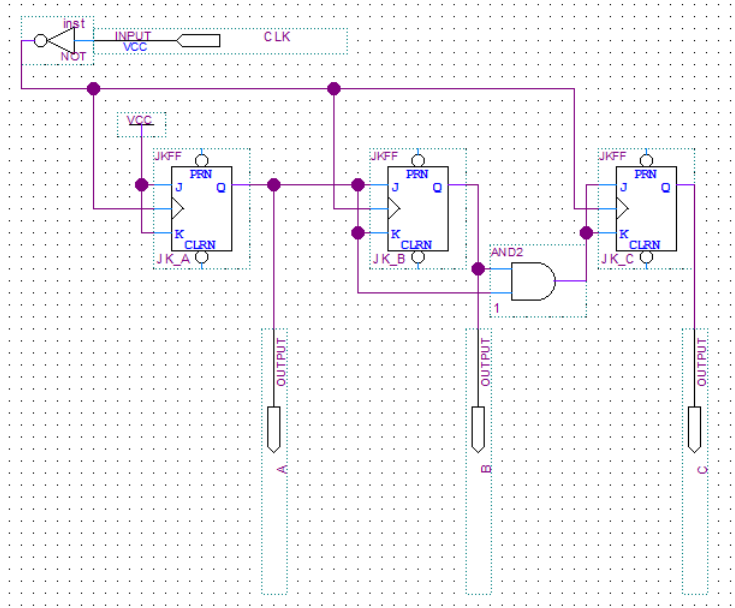 inst
INPUT
VCC
CLK
NOT
VCC
JKFF
PRN
J
Q
K
CLRN
JK_A
JKFF
PRN
J
Q
K
CLRN
JK_B
JKFF
PRN
J
Q
K
CLRN
JK_C
AND2
1
OUTPUT
A
OUTPUT
B
OUTPUT
C